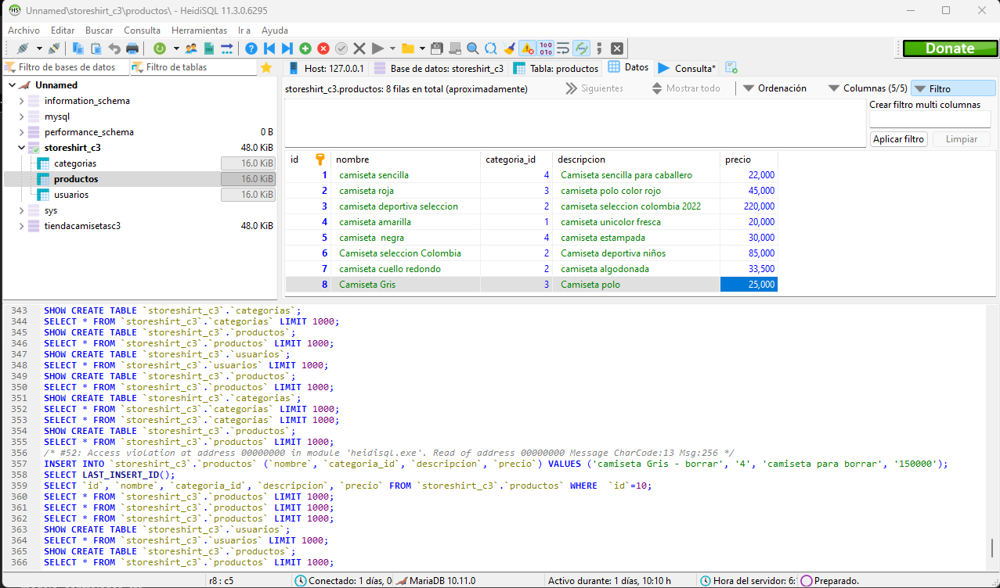 Unnamed\storeshirt_c3\productos\ - HeidiSQL 11.3.0.6295
Archivo Editar Buscar Consulta Herramientas Ir a Ayuda
Donate
Filtro de bases de datos Filtro de tablas
Host: 127.0.0.1 Base de datos: storeshirt_c3 Tabla: productos Datos Consulta*
Unnamed
information_schema
mysql
performance_schema 0 B
storeshirt_c3 48.0 KiB
categorias 16.0 KiB
productos 16.0 KiB
usuarios 16.0 KiB
sys
tiendacamisetasc3 48.0 KiB
storeshirt_c3.productos: 8 filas en total (aproximadamente) Siguientes Mostrar todo Ordenación Columnas (5/5) Filtro
Crear filtro multi columnas
Aplicar filtro Limpiar
id nombre categoria_id descripcion precio
1 camiseta sencilla 4 Camiseta sencilla para caballero 22,000
2 camiseta roja 3 camiseta polo color rojo 45,000
3 camiseta deportiva seleccion 2 camiseta seleccion colombia 2022 220,000
4 camiseta amarilla 1 camiseta unicolor fresca 20,000
5 camiseta  negra 4 camiseta estampada 30,000
6 Camiseta seleccion Colombia 2 Camiseta deportiva niños 85,000
7 camiseta cuello redondo 2 camiseta algodonada 33,500
8 Camiseta Gris 3 Camiseta polo 25,000
343 SHOW CREATE TABLE `storeshirt_c3`.`categorias`;
344 SELECT * FROM `storeshirt_c3`.`categorias` LIMIT 1000;
345 SHOW CREATE TABLE `storeshirt_c3`.`productos`;
346 SELECT * FROM `storeshirt_c3`.`productos` LIMIT 1000;
347 SHOW CREATE TABLE `storeshirt_c3`.`usuarios`;
348 SELECT * FROM `storeshirt_c3`.`usuarios` LIMIT 1000;
349 SHOW CREATE TABLE `storeshirt_c3`.`productos`;
350 SELECT * FROM `storeshirt_c3`.`productos` LIMIT 1000;
351 SHOW CREATE TABLE `storeshirt_c3`.`categorias`;
352 SELECT * FROM `storeshirt_c3`.`categorias` LIMIT 1000;
353 SELECT * FROM `storeshirt_c3`.`categorias` LIMIT 1000;
354 SHOW CREATE TABLE `storeshirt_c3`.`productos`;
355 SELECT * FROM `storeshirt_c3`.`productos` LIMIT 1000;
356 /* #52: Access violation at address 00000000 in module 'heidisql.exe'. Read of address 00000000 Message CharCode:13 Msg:256 */
357 INSERT INTO `storeshirt_c3`.`productos` (`nombre`, `categoria_id`, `descripcion`, `precio`) VALUES ('camiseta Gris - borrar', '4', 'camiseta para borrar', '150000');
358 SELECT LAST_INSERT_ID();
359 SELECT `id`, `nombre`, `categoria_id`, `descripcion`, `precio` FROM `storeshirt_c3`.`productos` WHERE  `id`=10;
360 SELECT * FROM `storeshirt_c3`.`productos` LIMIT 1000;
361 SELECT * FROM `storeshirt_c3`.`productos` LIMIT 1000;
362 SELECT * FROM `storeshirt_c3`.`productos` LIMIT 1000;
363 SHOW CREATE TABLE `storeshirt_c3`.`usuarios`;
364 SELECT * FROM `storeshirt_c3`.`usuarios` LIMIT 1000;
365 SHOW CREATE TABLE `storeshirt_c3`.`productos`;
366 SELECT * FROM `storeshirt_c3`.`productos` LIMIT 1000;
r8 : c5 Conectado: 1 días, 0 MariaDB 10.11.0 Activo durante: 1 días, 10:10 h Hora del servidor: 6: Preparado.